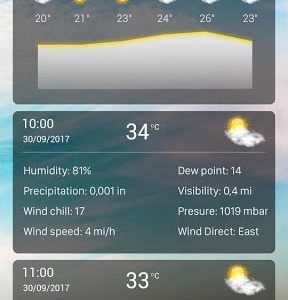 20° 21° 23° 24° 26° 23°
10:00
30/09/2017
34°C
Humidity: 81%
Dew point: 14
Precipitation: 0,001 in
Visibility: 0,4 mi
Wind chill: 17
Presure: 1019 mbar
Wind speed: 4 mi/h
Wind Direct: East
11:00
30/09/2017
33°C